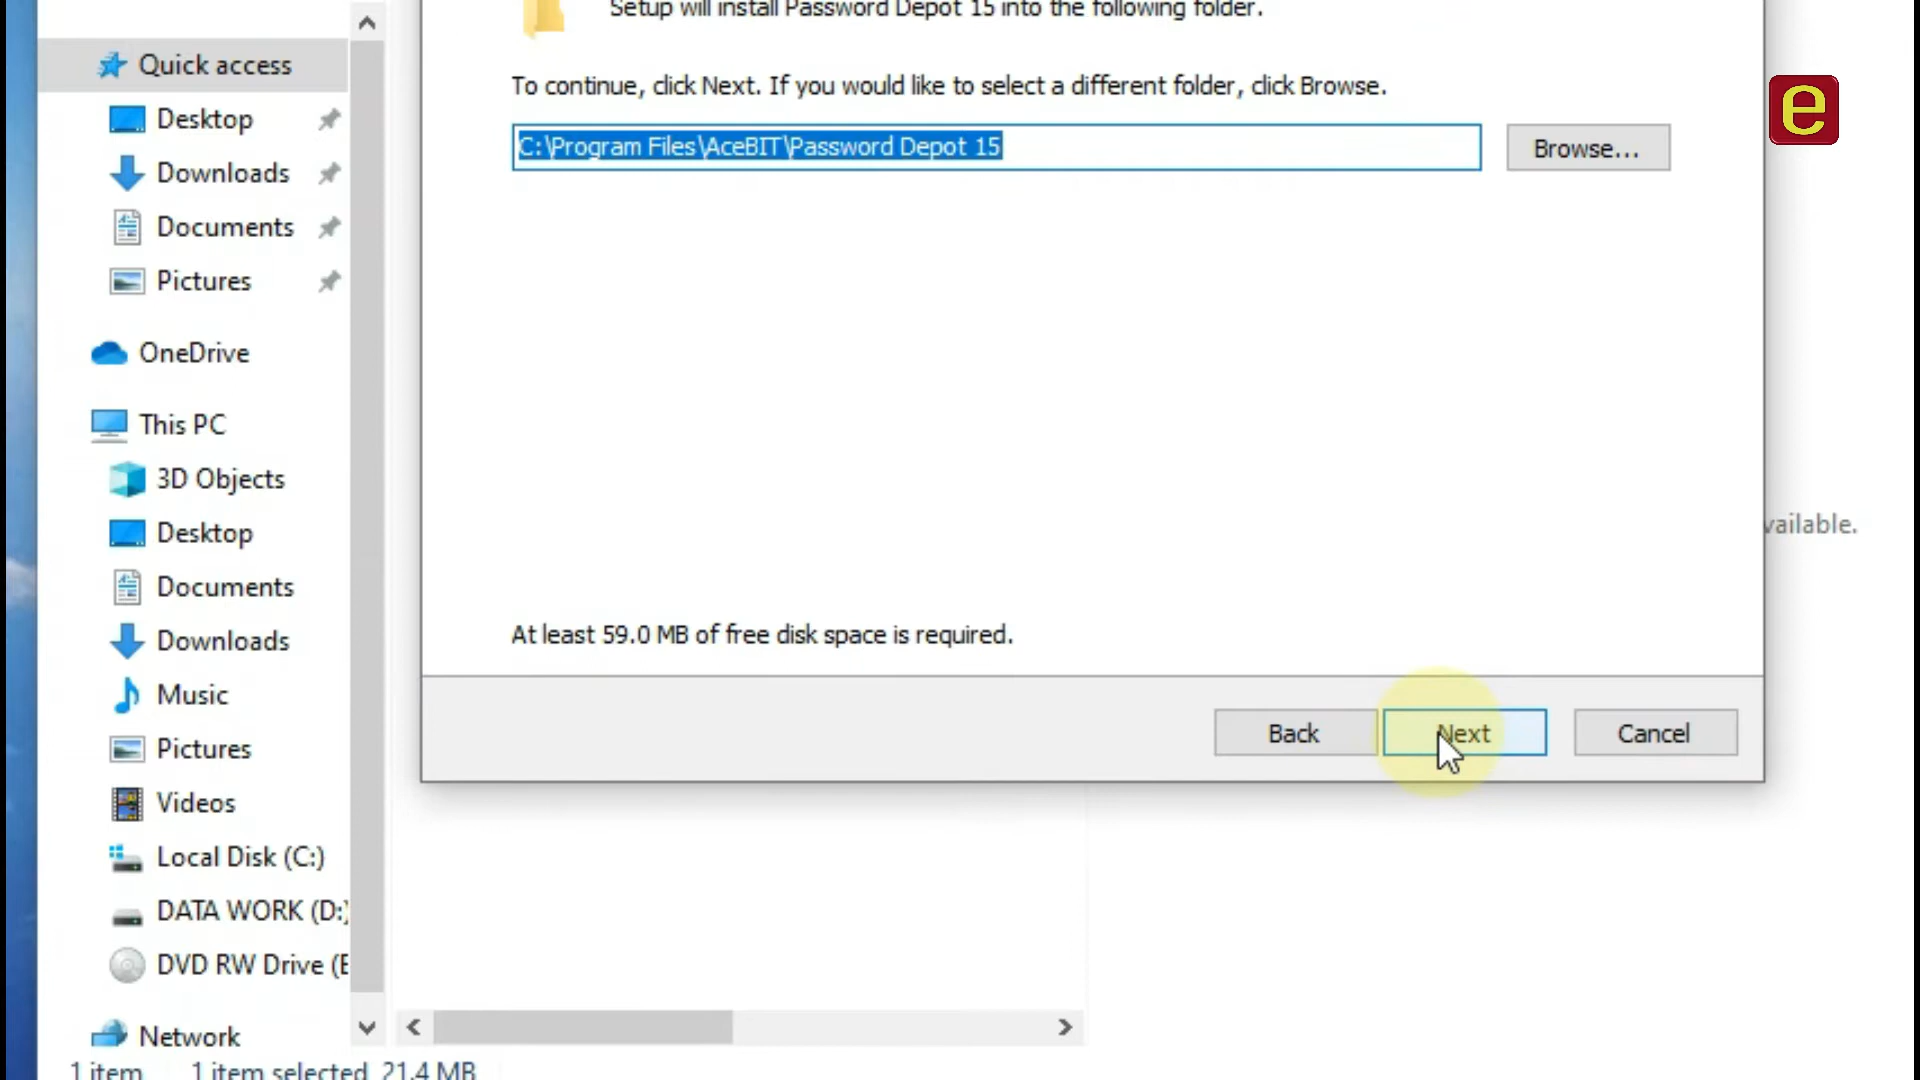 Setup will install Password Depot 15 into the following folder.
To continue, click Next. If you would like to select a different folder, click Browse.
C:\Program Files\AceBIT\Password Depot 15
Browse...
e
vailable.
At least 59.0 MB of free disk space is required.
Back
Next
Cancel
Quick access
Desktop
Downloads
Documents
Pictures
OneDrive
This PC
3D Objects
Desktop
Documents
Downloads
Music
Pictures
Videos
Local Disk (C:)
DATA WORK (D:)
DVD RW Drive (E
Network
1 item
1 item selected 21.4 MB